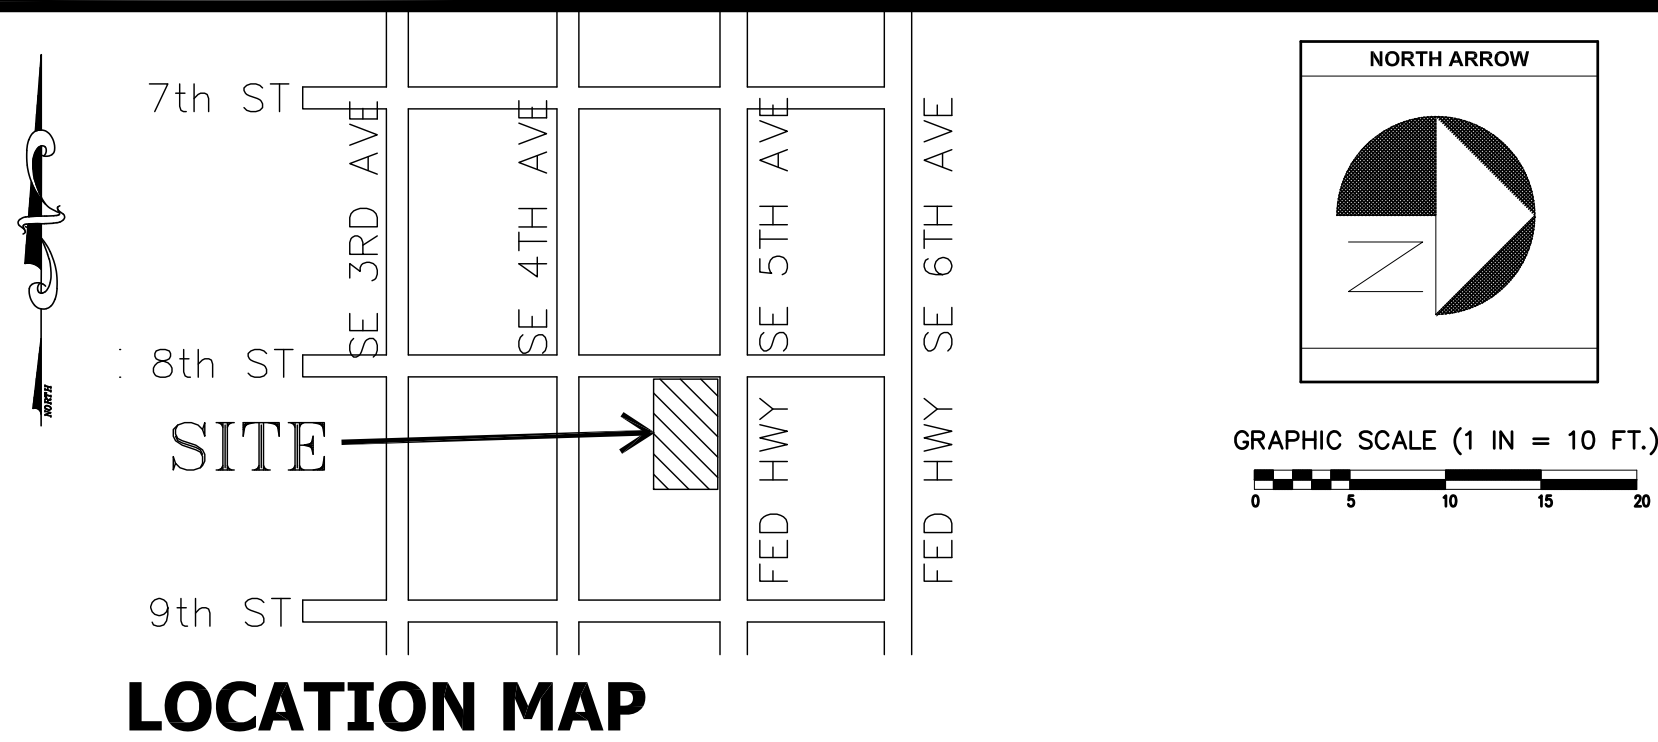 7th ST
SE 3RD AVE
SE 4TH AVE
SE 5TH AVE
SE 6TH AVE
8th ST
SITE
FED HWY
FED HWY
9th ST
NORTH
LOCATION MAP
NORTH ARROW
N
GRAPHIC SCALE (1 IN = 10 FT.)
0 5 10 15 20